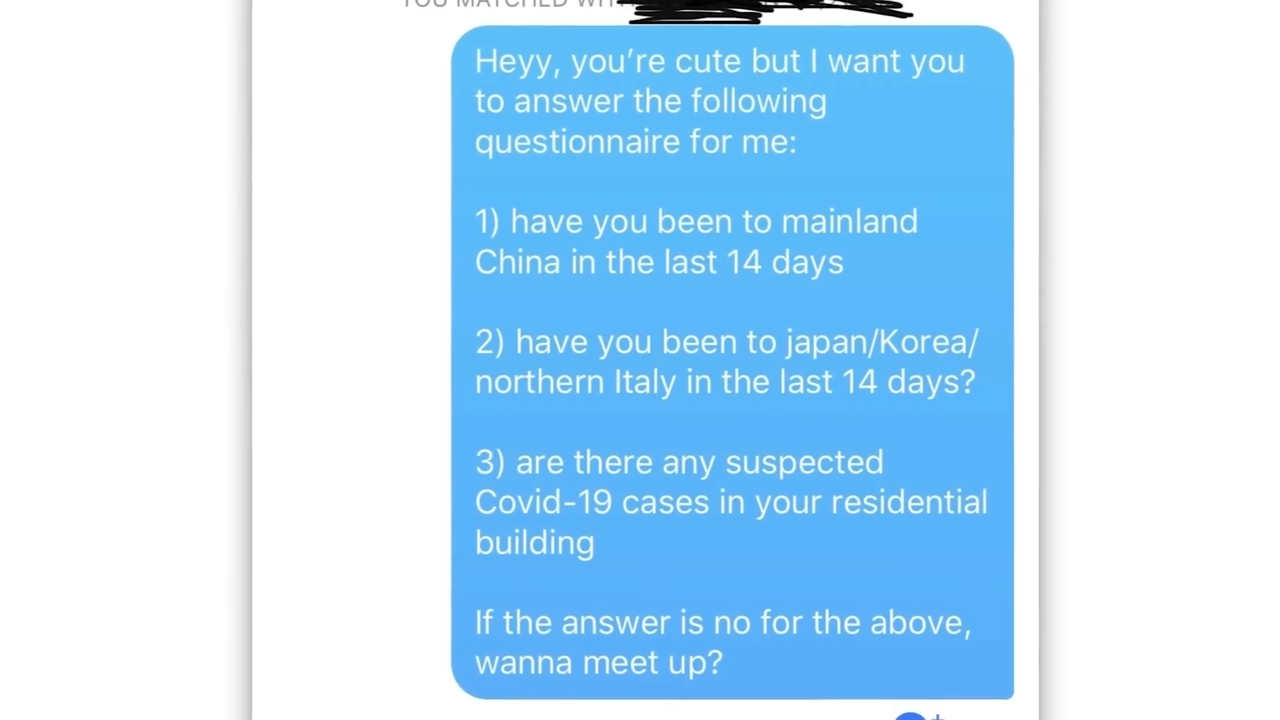 YOU MATCHED WITH
Heyy, you’re cute but I want you
to answer the following
questionnaire for me:
1) have you been to mainland
China in the last 14 days
2) have you been to japan/Korea/
northern Italy in the last 14 days?
3) are there any suspected
Covid-19 cases in your residential
building
If the answer is no for the above,
wanna meet up?